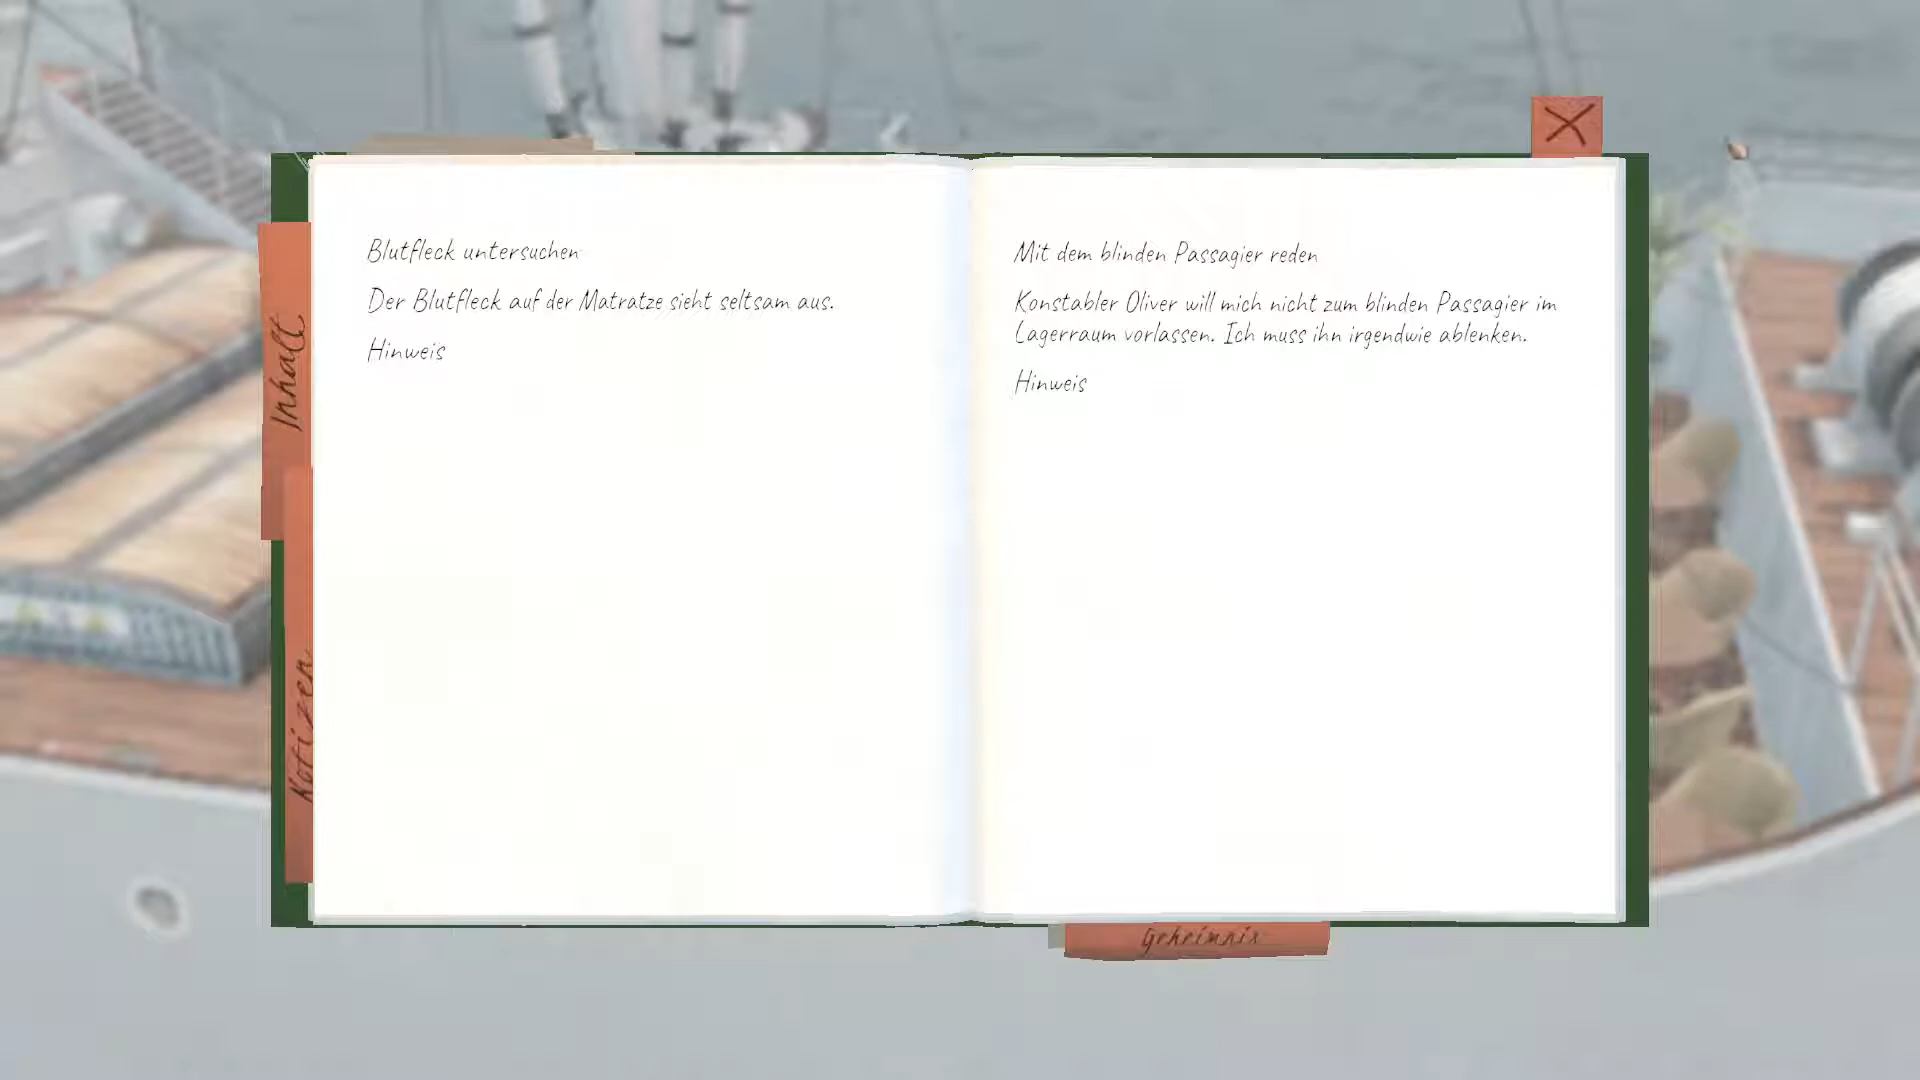 Blutfleck untersuchen
Der Blutfleck auf der Matratze sieht seltsam aus.
Hinweis
Mit dem blinden Passagier reden
Konstabler Oliver will mich nicht zum blinden Passagier im
Lagerraum vorlassen. Ich muss ihn irgendwie ablenken.
Hinweis
Inhalt
Notizen
Geheimnis